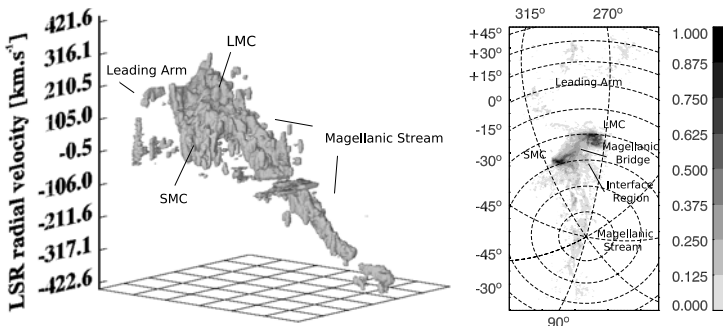 LSR radial velocity [km.s⁻¹]
421.6
316.1
210.5
105.0
-0.5
-106.0
-211.6
-317.1
-422.6
LMC
Leading Arm
Magellanic Stream
SMC
315° 270°
+45°
+30°
+15°
0°
-15°
-30°
-45°
-45°
-30°
90°
Leading Arm
LMC
SMC
Magellanic
Bridge
Interface
Region
Magellanic
Stream
1.000
0.875
0.750
0.625
0.500
0.375
0.250
0.125
0.000